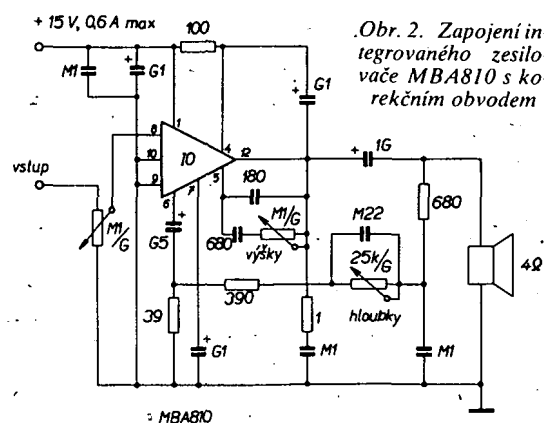 + 15 V, 0,6 A max
Obr. 2. Zapojení in-
tegrovaného zesilo-
vače MBA810 s ko-
rekčním obvodem
100
M1
G1
G1
1
8
4
12
10
IO
9
5
6
7
vstup
M1/G
180
G5
680
M1/G
výšky
1G
680
M22
4Ω
25k/G
390
hloubky
39
G1
1
M1
M1
MBA810